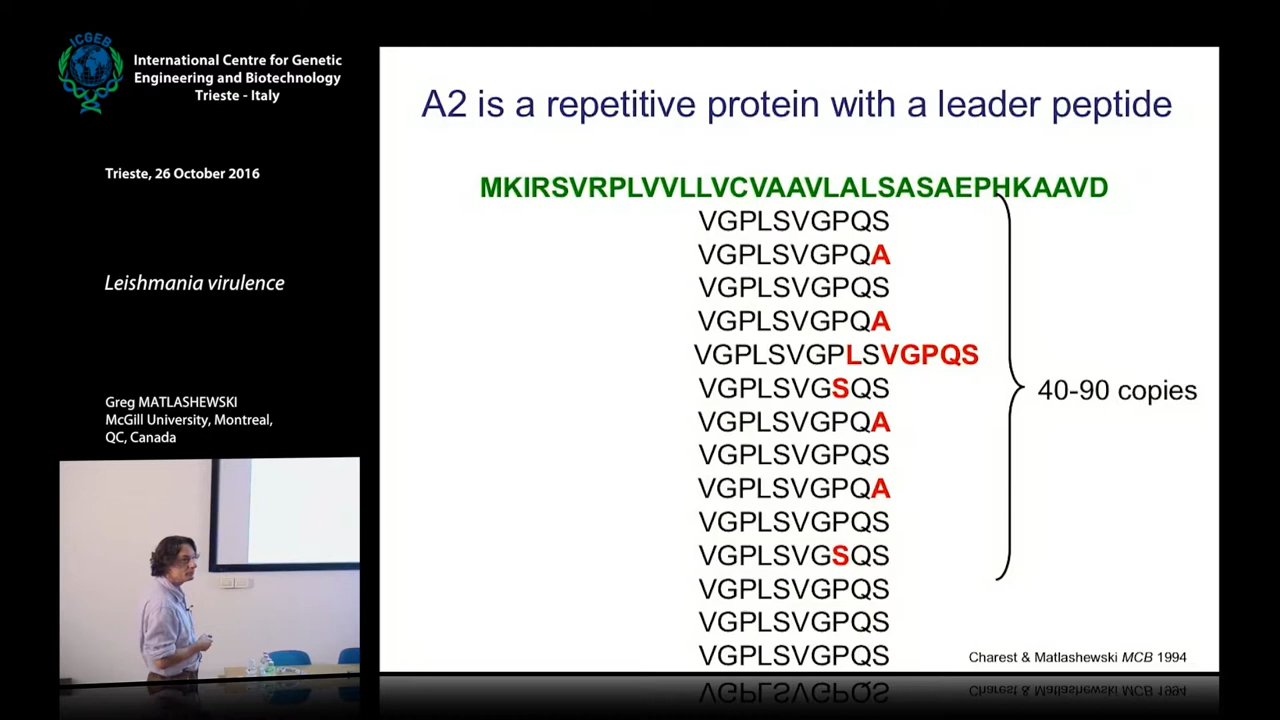 ICGEB
International Centre for Genetic
Engineering and Biotechnology
Trieste - Italy
Trieste, 26 October 2016
Leishmania virulence
Greg MATLASHEWSKI
McGill University, Montreal,
QC, Canada
A2 is a repetitive protein with a leader peptide
MKIRSVRPLVVLLVCVAAVLALSASAEPHKAAVD
VGPLSVGPQS
VGPLSVGPQA
VGPLSVGPQS
VGPLSVGPQA
VGPLSVGPLSVGPQS
VGPLSVGSQS
VGPLSVGPQA
VGPLSVGPQS
VGPLSVGPQA
VGPLSVGPQS
VGPLSVGSQS
VGPLSVGPQS
VGPLSVGPQS
VGPLSVGPQS
40-90 copies
Charest & Matlashewski MCB 1994